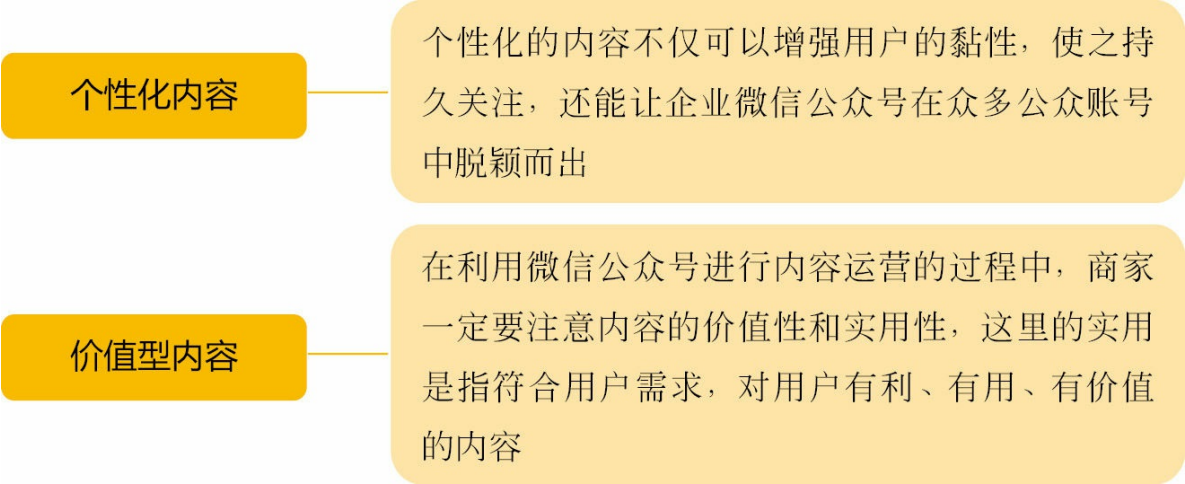 个性化内容
个性化的内容不仅可以增强用户的黏性，使之持
久关注，还能让企业微信公众号在众多公众账号
中脱颖而出
价值型内容
在利用微信公众号进行内容运营的过程中，商家
一定要注意内容的价值性和实用性，这里的实用
是指符合用户需求，对用户有利、有用、有价值
的内容